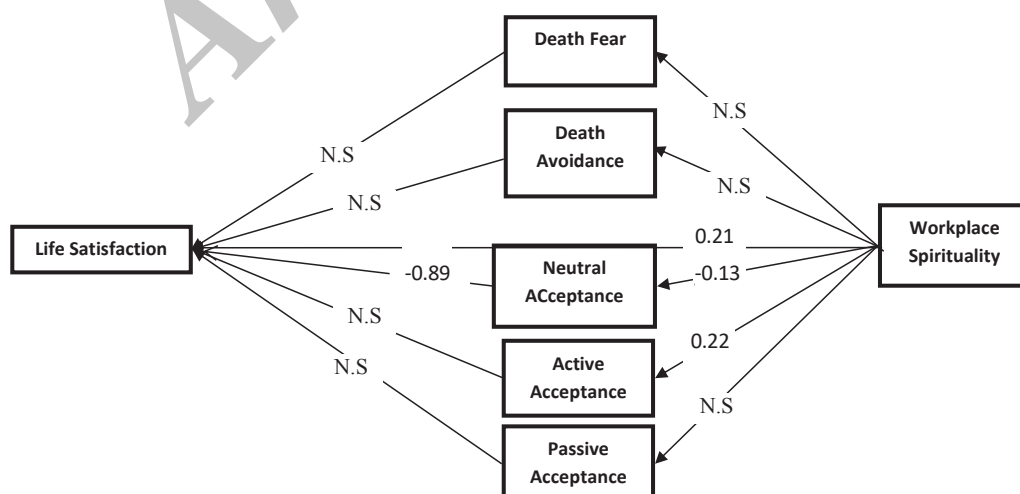 Death Fear
N.S
N.S
Death
Avoidance
N.S
N.S
Workplace
Spirituality
Life Satisfaction
0.21
-0.89
Neutral
ACceptance
-0.13
N.S
0.22
Active
Acceptance
N.S
N.S
Passive
Acceptance